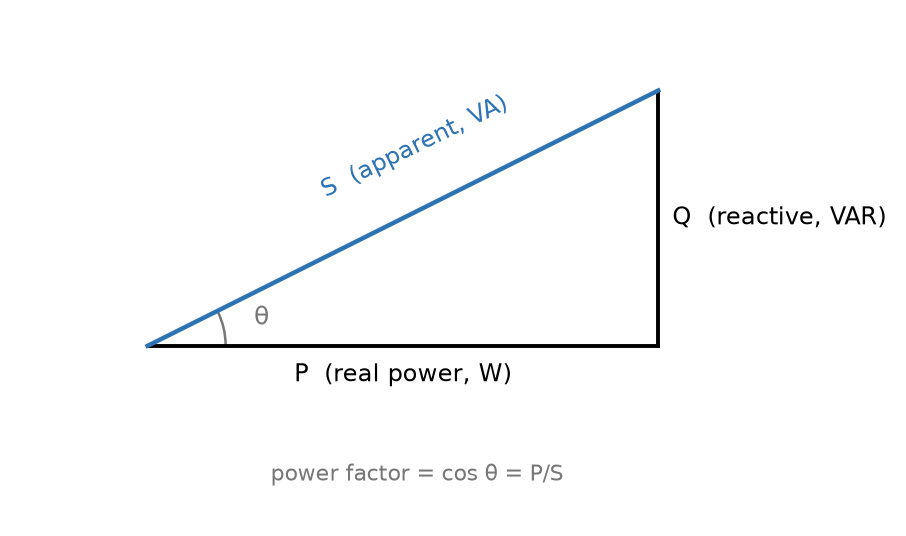 S  (apparent, VA)
Q  (reactive, VAR)
θ
P  (real power, W)
power factor = cos θ = P/S